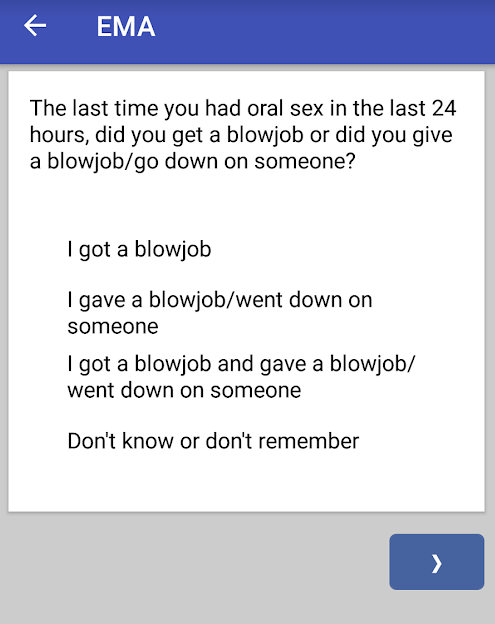 EMA
The last time you had oral sex in the last 24
hours, did you get a blowjob or did you give
a blowjob/go down on someone?
I got a blowjob
I gave a blowjob/went down on
someone
I got a blowjob and gave a blowjob/
went down on someone
Don't know or don't remember